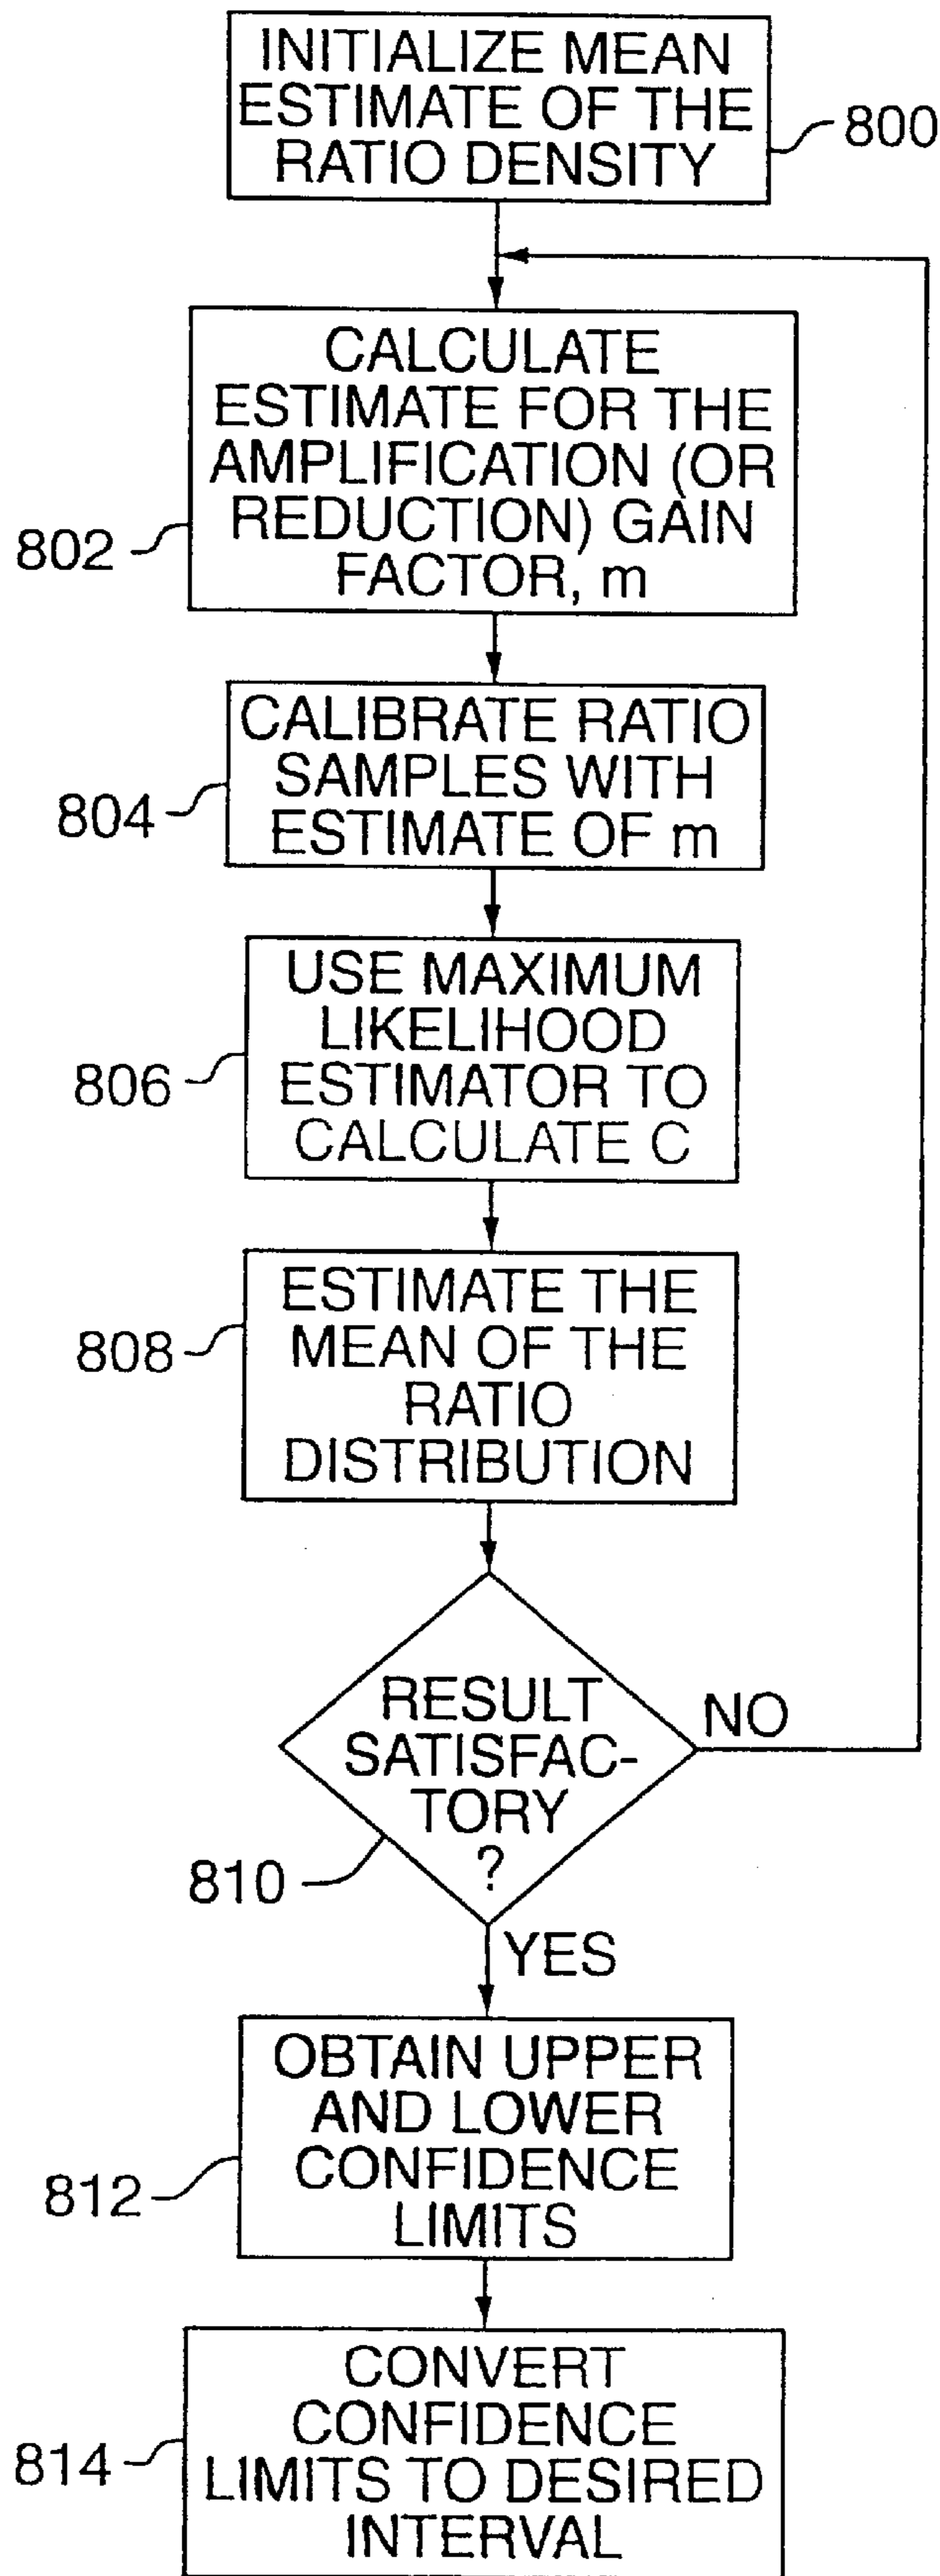 INITIALIZE MEAN
ESTIMATE OF THE
RATIO DENSITY
800
CALCULATE
ESTIMATE FOR THE
AMPLIFICATION (OR
REDUCTION) GAIN
FACTOR, m
802
CALIBRATE RATIO
SAMPLES WITH
ESTIMATE OF m
804
USE MAXIMUM
LIKELIHOOD
ESTIMATOR TO
CALCULATE C
806
ESTIMATE THE
MEAN OF THE
RATIO
DISTRIBUTION
808
RESULT
SATISFAC-
TORY
?
NO
810
YES
OBTAIN UPPER
AND LOWER
CONFIDENCE
LIMITS
812
CONVERT
CONFIDENCE
LIMITS TO DESIRED
INTERVAL
814